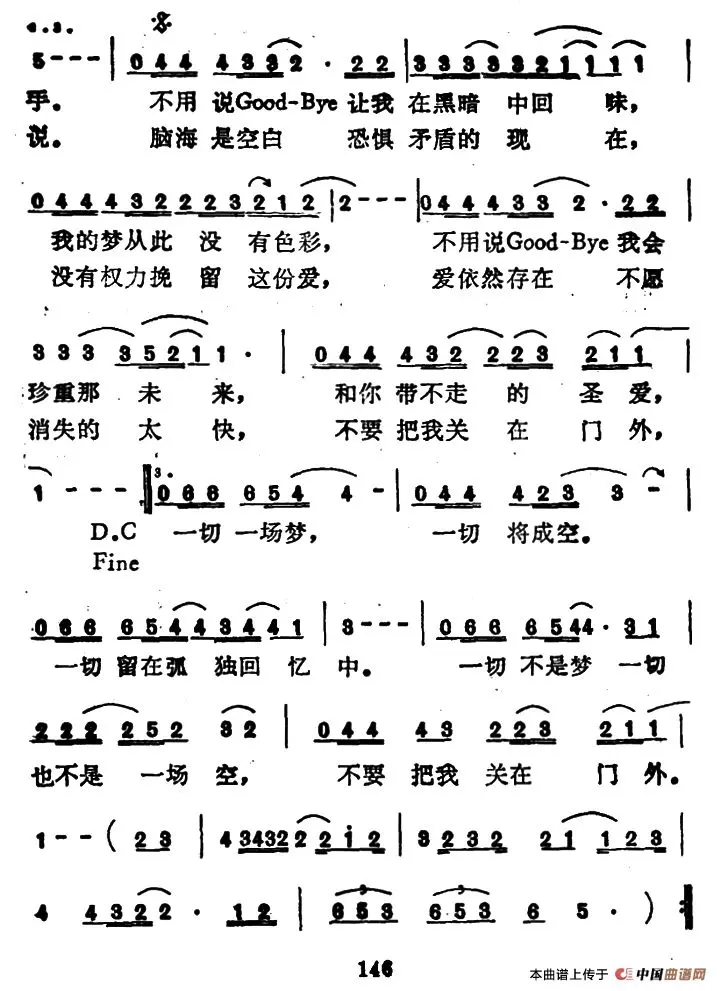 4.3.
5 - - - | 0 4 4 4 3 3 2 · 2 2 | 3 3 3 3 3 2 1 1 1 1 |
乎。 不用 说Good-Bye 让我 在黑暗 中回 味,
说。 脑海 是空白 恐惧 矛盾的 现 在,
0 4 4 4 3 2 2 2 3 2 1 2 | 2 - - - | 0 4 4 4 3 3 2 · 2 2
我的梦从此 没 有色彩, 不用说Good-Bye 我会
没有权力挽 留 这份爱, 爱依然存在 不愿
3 3 3 3 5 2 1 1 · | 0 4 4 4 3 2 2 2 3 2 1 1 |
珍重那 未 来, 和你 带不走 的 圣 爱,
消失的 太 快, 不要 把我关 在 门 外,
1 - - - :‖ 3. 0 6 6 6 5 4 4 - | 0 4 4 4 2 3 3 - |
D.C 一切 一场梦, 一切 将成空。
Fine
0 6 6 6 5 4 4 3 4 4 1 | 3 - - - | 0 6 6 6 5 4 4 · 3 1 |
一切 留在弧 独回 忆 中。 一切 不是梦 一切
2 2 2 2 5 2 3 2 | 0 4 4 4 3 2 2 3 2 1 1 |
也不是 一场 空, 不要 把我 关在 门 外。
1 - - ( 2 3 | 4 3432 2 2 1 2 | 3 2 3 2 2 1 1 2 3 |
4 4 3 2 2 · 1 2 | 6 5 3 6 5 3 6 5 · ) :‖
146
本曲谱上传于 中国曲谱网